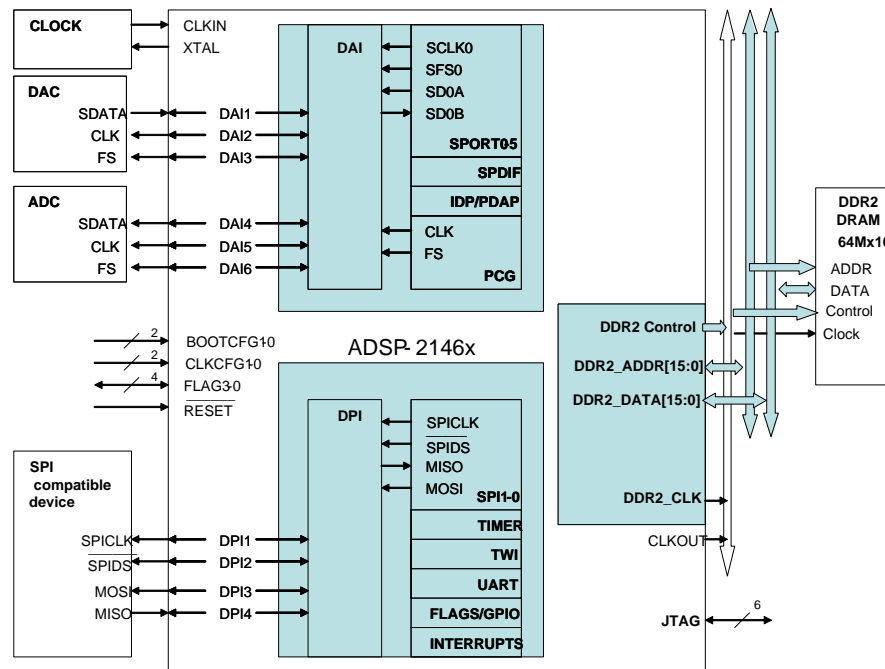 CLOCK
CLKIN
XTAL
DAC
SDATA
CLK
FS
DAI1
DAI2
DAI3
ADC
SDATA
CLK
FS
DAI4
DAI5
DAI6
DAI
SCLK0
SFS0
SD0A
SD0B
SPORT0-5
SPDIF
IDP/PDAP
CLK
FS
PCG
2
BOOTCFG1-0
2
CLKCFG1-0
4
FLAG3-0
RESET
ADSP-2146x
DPI
SPICLK
SPIDS
MISO
MOSI
SPI1-0
TIMER
TWI
UART
FLAGS/GPIO
INTERRUPTS
SPI
compatible
device
SPICLK
SPIDS
MOSI
MISO
DPI1
DPI2
DPI3
DPI4
DDR2 Control
DDR2_ADDR[15:0]
DDR2_DATA[15:0]
DDR2_CLK
CLKOUT
JTAG
6
DDR2
DRAM
64Mx16
ADDR
DATA
Control
Clock